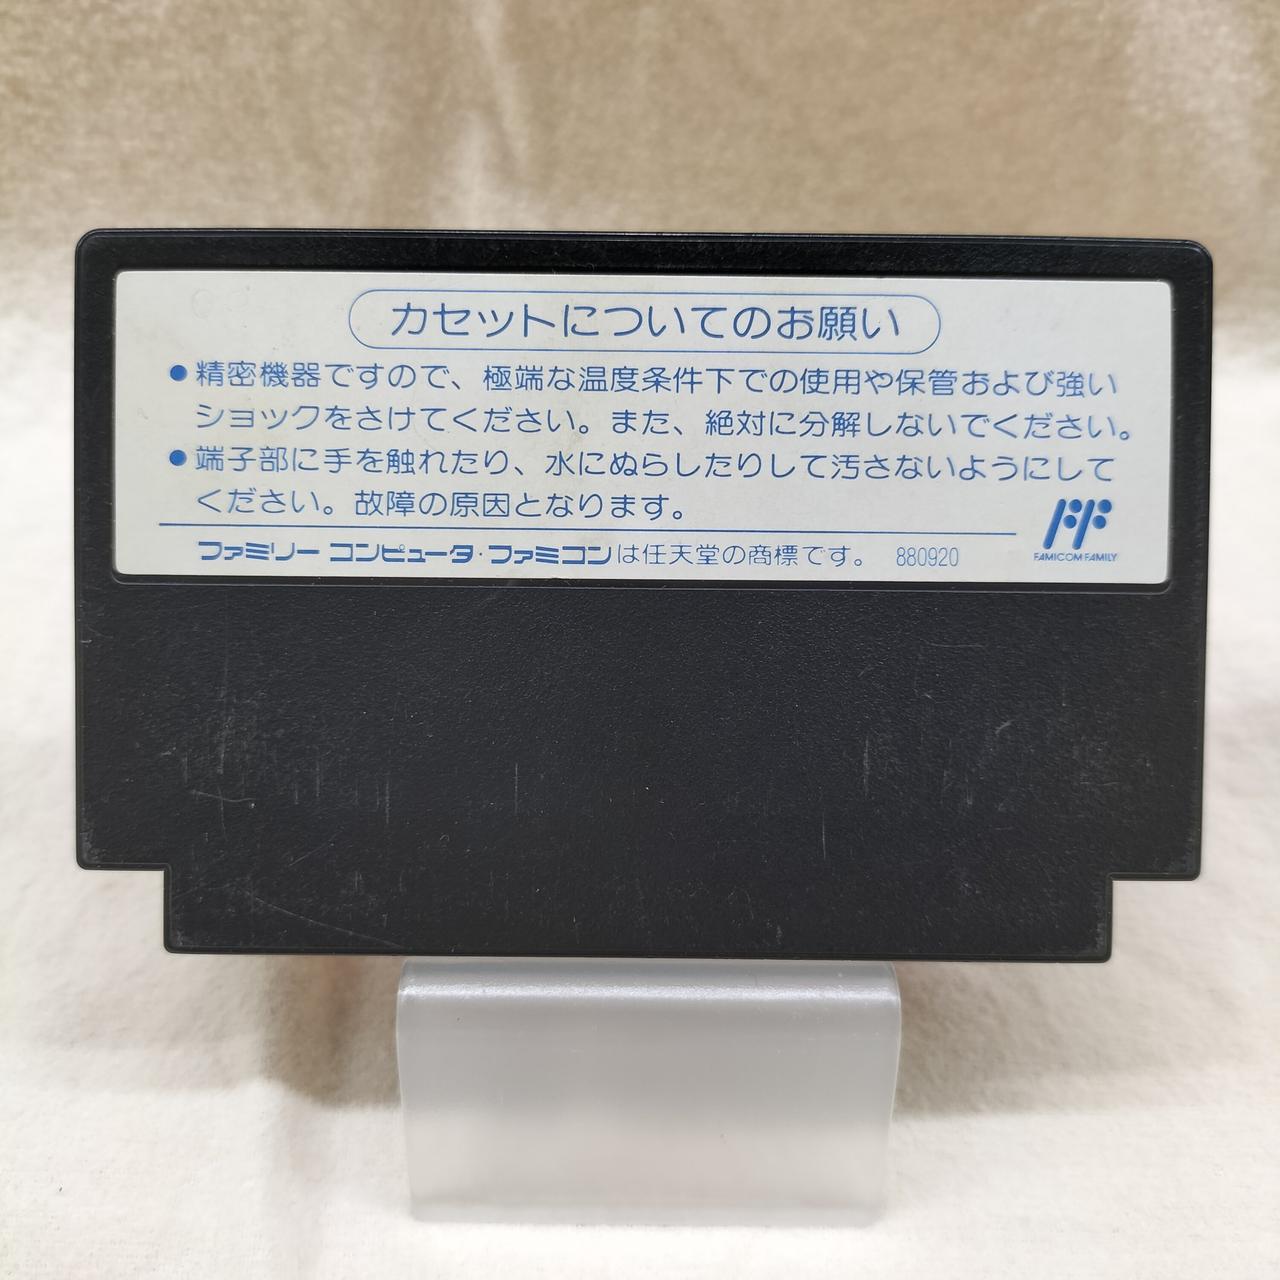 カセットについてのお願い
●精密機器ですので、極端な温度条件下での使用や保管および強い
ショックをさけてください。また、絶対に分解しないでください。
●端子部に手を触れたり、水にぬらしたりして汚さないようにして
ください。故障の原因となります。
FF
FAMICOM FAMILY
ファミリー コンピュータ・ファミコンは任天堂の商標です。 880920